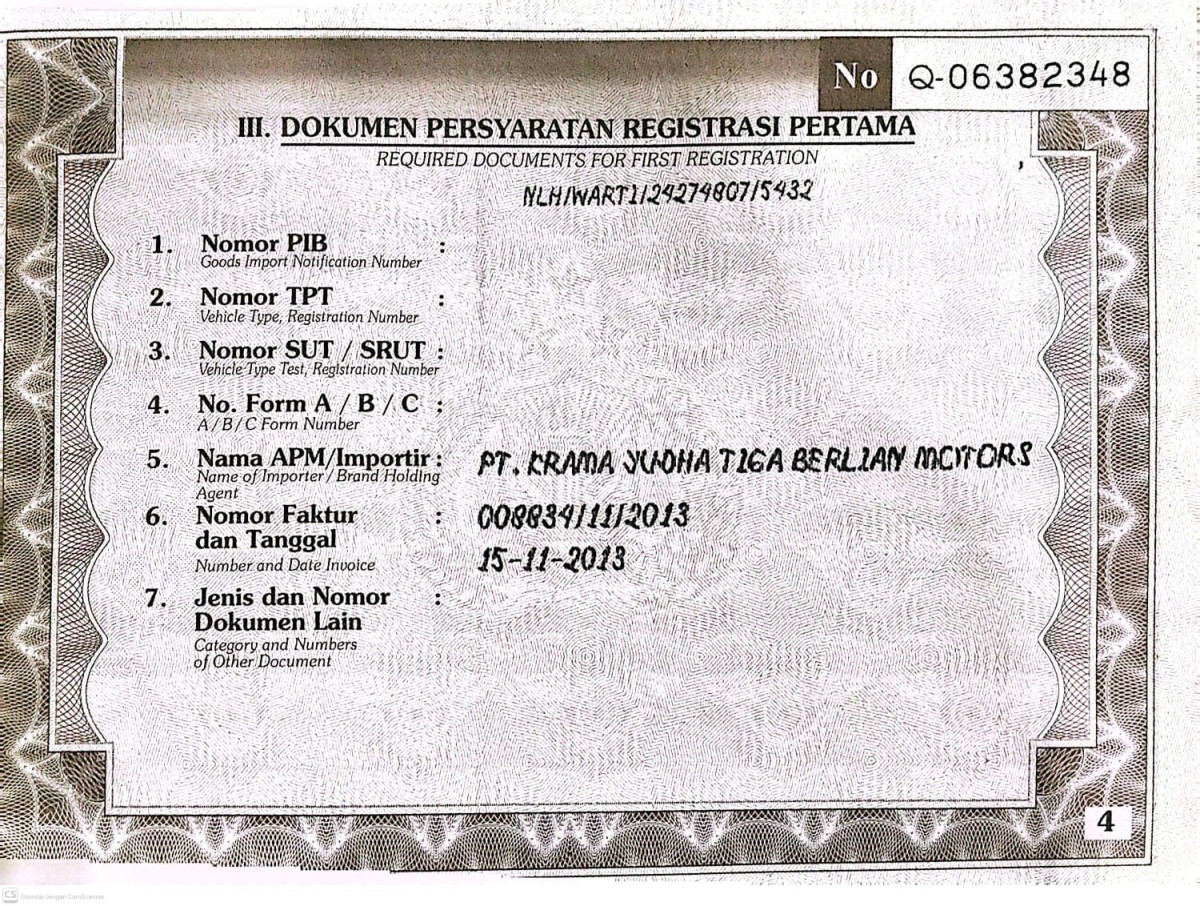 No Q-06382348
III. DOKUMEN PERSYARATAN REGISTRASI PERTAMA
REQUIRED DOCUMENTS FOR FIRST REGISTRATION
NLH/WART1/24274807/5432
1. Nomor PIB :
Goods Import Notification Number
2. Nomor TPT :
Vehicle Type, Registration Number
3. Nomor SUT / SRUT :
Vehicle Type Test, Registration Number
4. No. Form A / B / C :
A / B / C Form Number
5. Nama APM/Importir : PT. KRAMA YUDHA TIGA BERLIAN MOTORS
Name of Importer / Brand Holding
Agent
6. Nomor Faktur : 008834/11/2013
dan Tanggal 15-11-2013
Number and Date Invoice
7. Jenis dan Nomor :
Dokumen Lain
Category and Numbers
of Other Document
4
CS Dipindai dengan CamScanner